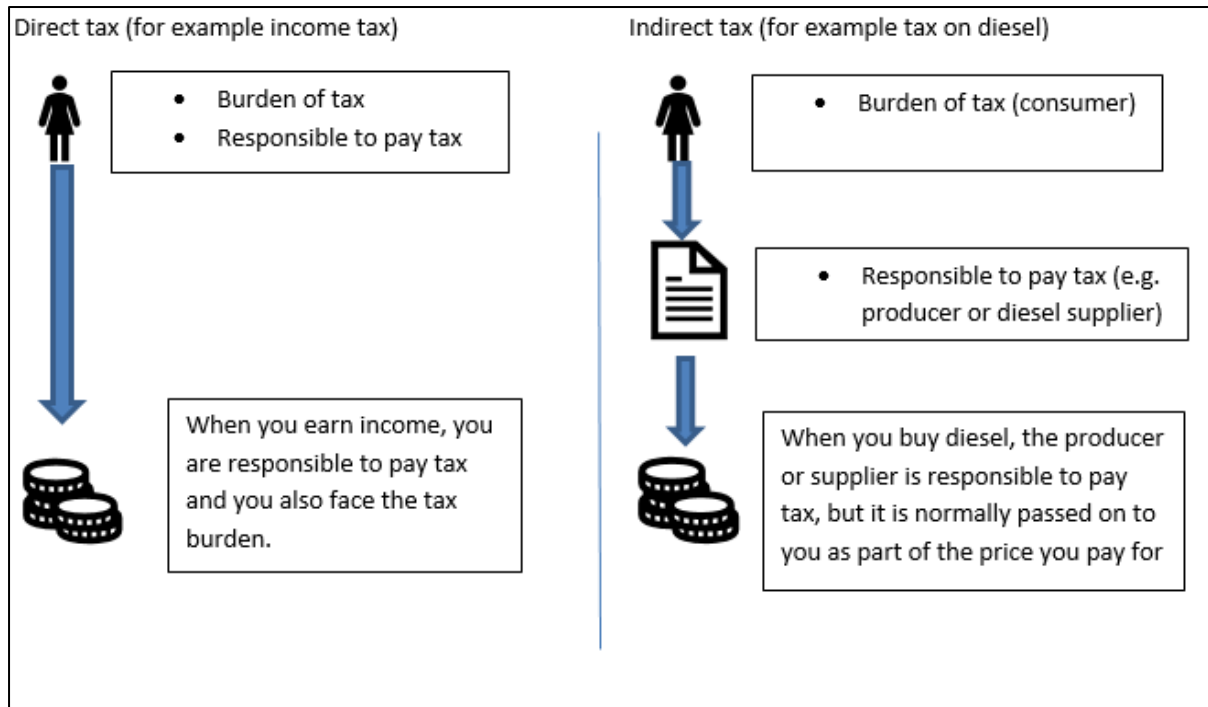 Direct tax (for example income tax)
• Burden of tax
• Responsible to pay tax
When you earn income, you
are responsible to pay tax
and you also face the tax
burden.
Indirect tax (for example tax on diesel)
• Burden of tax (consumer)
• Responsible to pay tax (e.g.
producer or diesel supplier)
When you buy diesel, the producer
or supplier is responsible to pay
tax, but it is normally passed on to
you as part of the price you pay for